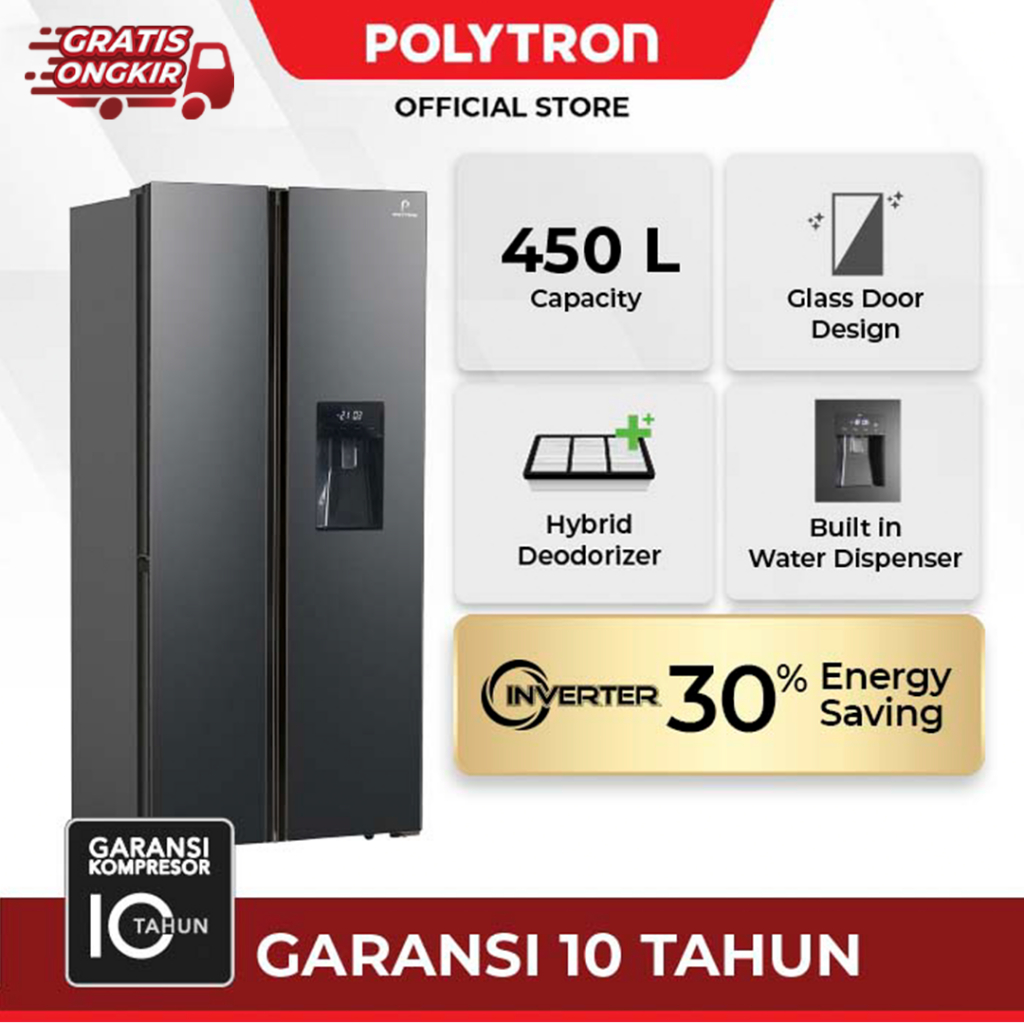 GRATIS
ONGKIR
POLYTRON
OFFICIAL STORE
POLYTRON
450 L
Capacity
Glass Door
Design
Hybrid
Deodorizer
Built in
Water Dispenser
INVERTER 30% Energy
Saving
GARANSI
KOMPRESOR
10 TAHUN
GARANSI 10 TAHUN